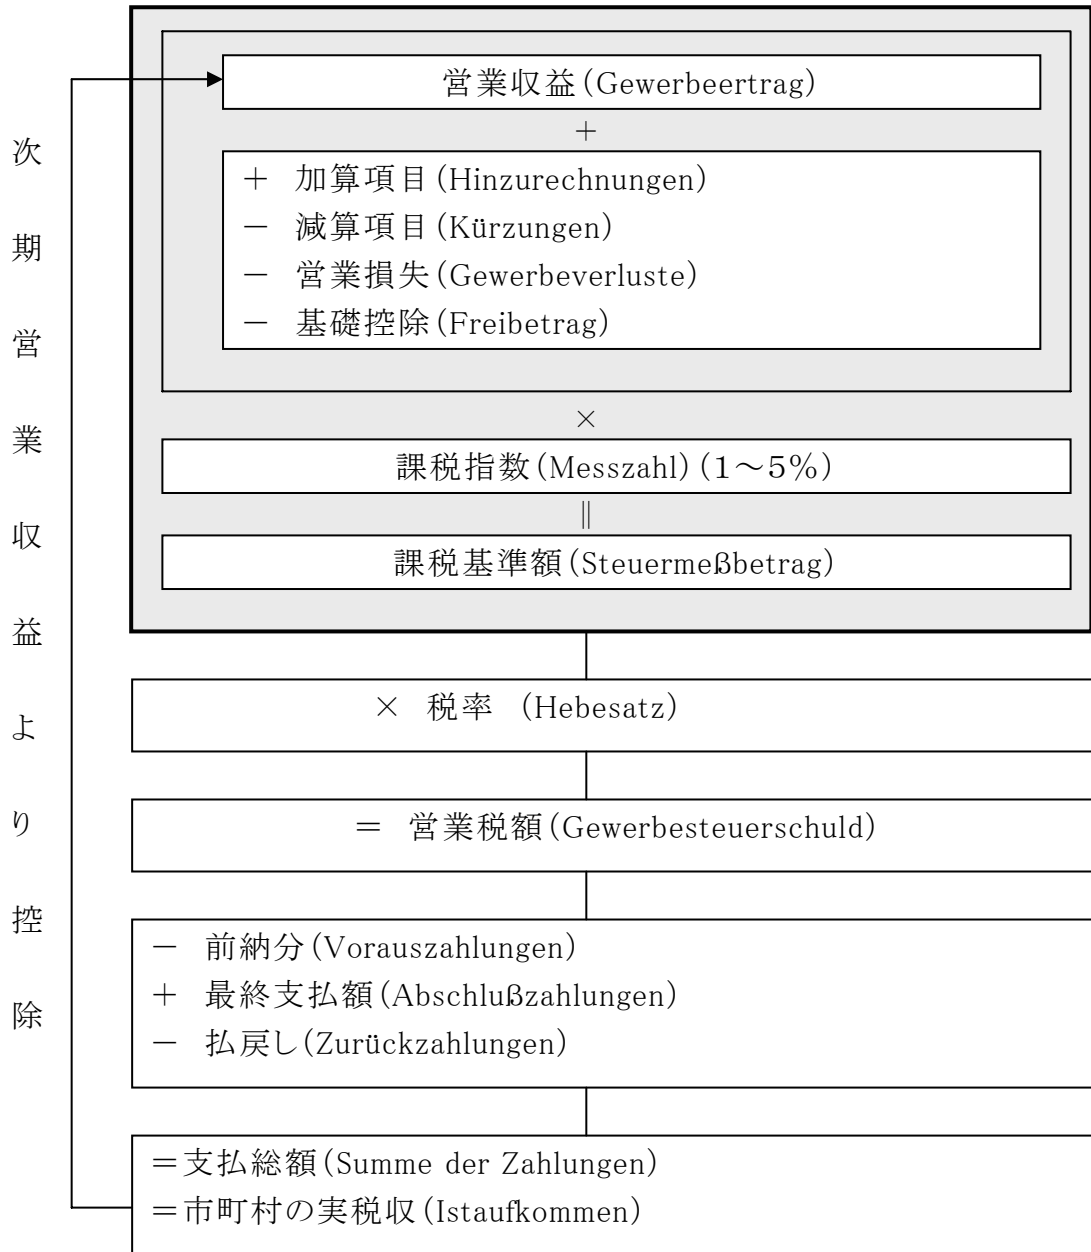 営業収益(Gewerbeertrag)
+
+ 加算項目(Hinzurechnungen)
− 減算項目(Kürzungen)
− 営業損失(Gewerbeverluste)
− 基礎控除(Freibetrag)
×
課税指数(Messzahl)(1～5%)
‖
課税基準額(Steuermeßbetrag)
× 税率 (Hebesatz)
= 営業税額(Gewerbesteuerschuld)
− 前納分(Vorauszahlungen)
+ 最終支払額(Abschlußzahlungen)
− 払戻し(Zurückzahlungen)
=支払総額(Summe der Zahlungen)
=市町村の実税収(Istaufkommen)
次期営業収益より控除